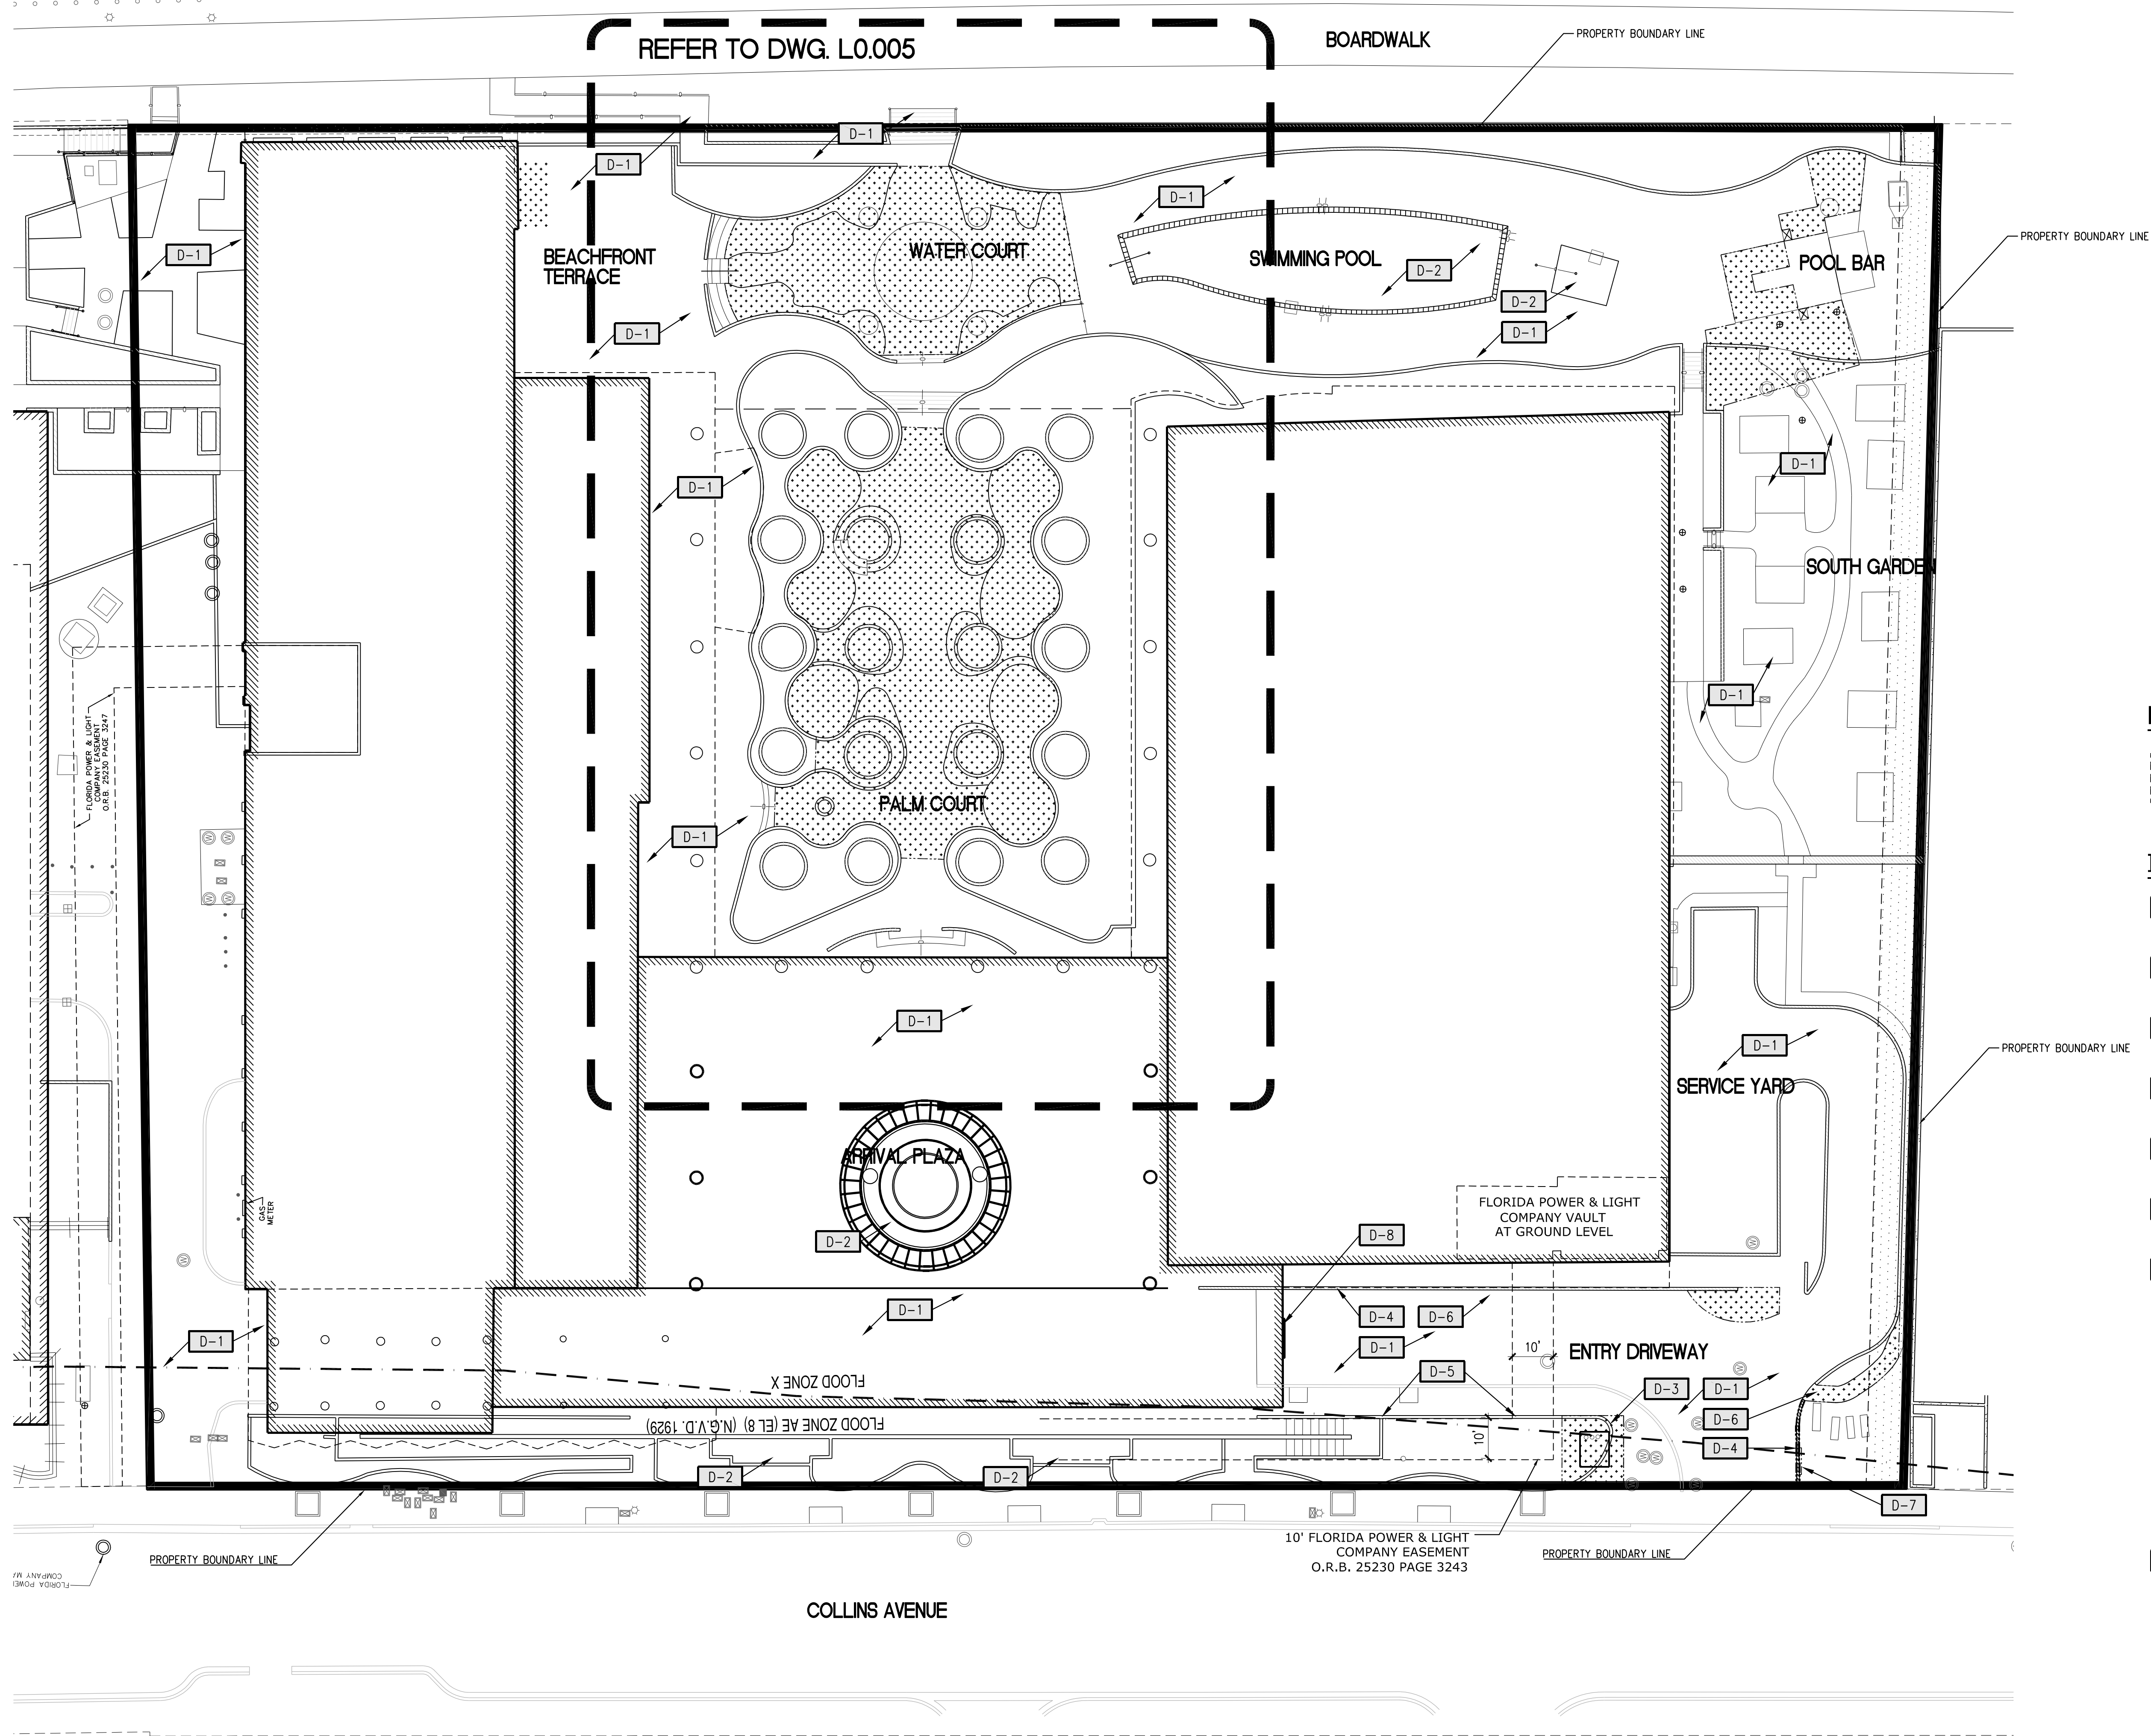 REFER TO DWG. L0.005
BOARDWALK
PROPERTY BOUNDARY LINE
D-1
D-1
D-1
D-1
BEACHFRONT
TERRACE
WATER COURT
SWIMMING POOL
D-2
POOL BAR
PROPERTY BOUNDARY LINE
D-2
D-1
D-1
D-1
D-1
SOUTH GARDEN
D-1
FLORIDA POWER & LIGHT
COMPANY EASEMENT
O.R.B. 25230 PAGE 3247
PALM COURT
D-1
D-1
D-1
PROPERTY BOUNDARY LINE
SERVICE YARD
ARRIVAL PLAZA
GAS
METER
FLORIDA POWER & LIGHT
COMPANY VAULT
AT GROUND LEVEL
D-2
D-8
D-1
D-4
D-6
D-1
D-1
10'
ENTRY DRIVEWAY
D-5
FLOOD ZONE X
D-3
D-1
D-6
FLOOD ZONE AE (EL 8) (N.G.V.D. 1929)
10'
D-4
D-2
D-2
D-7
10' FLORIDA POWER & LIGHT
COMPANY EASEMENT
O.R.B. 25230 PAGE 3243
PROPERTY BOUNDARY LINE
PROPERTY BOUNDARY LINE
FLORIDA POWE
COMPANY MA
COLLINS AVENUE